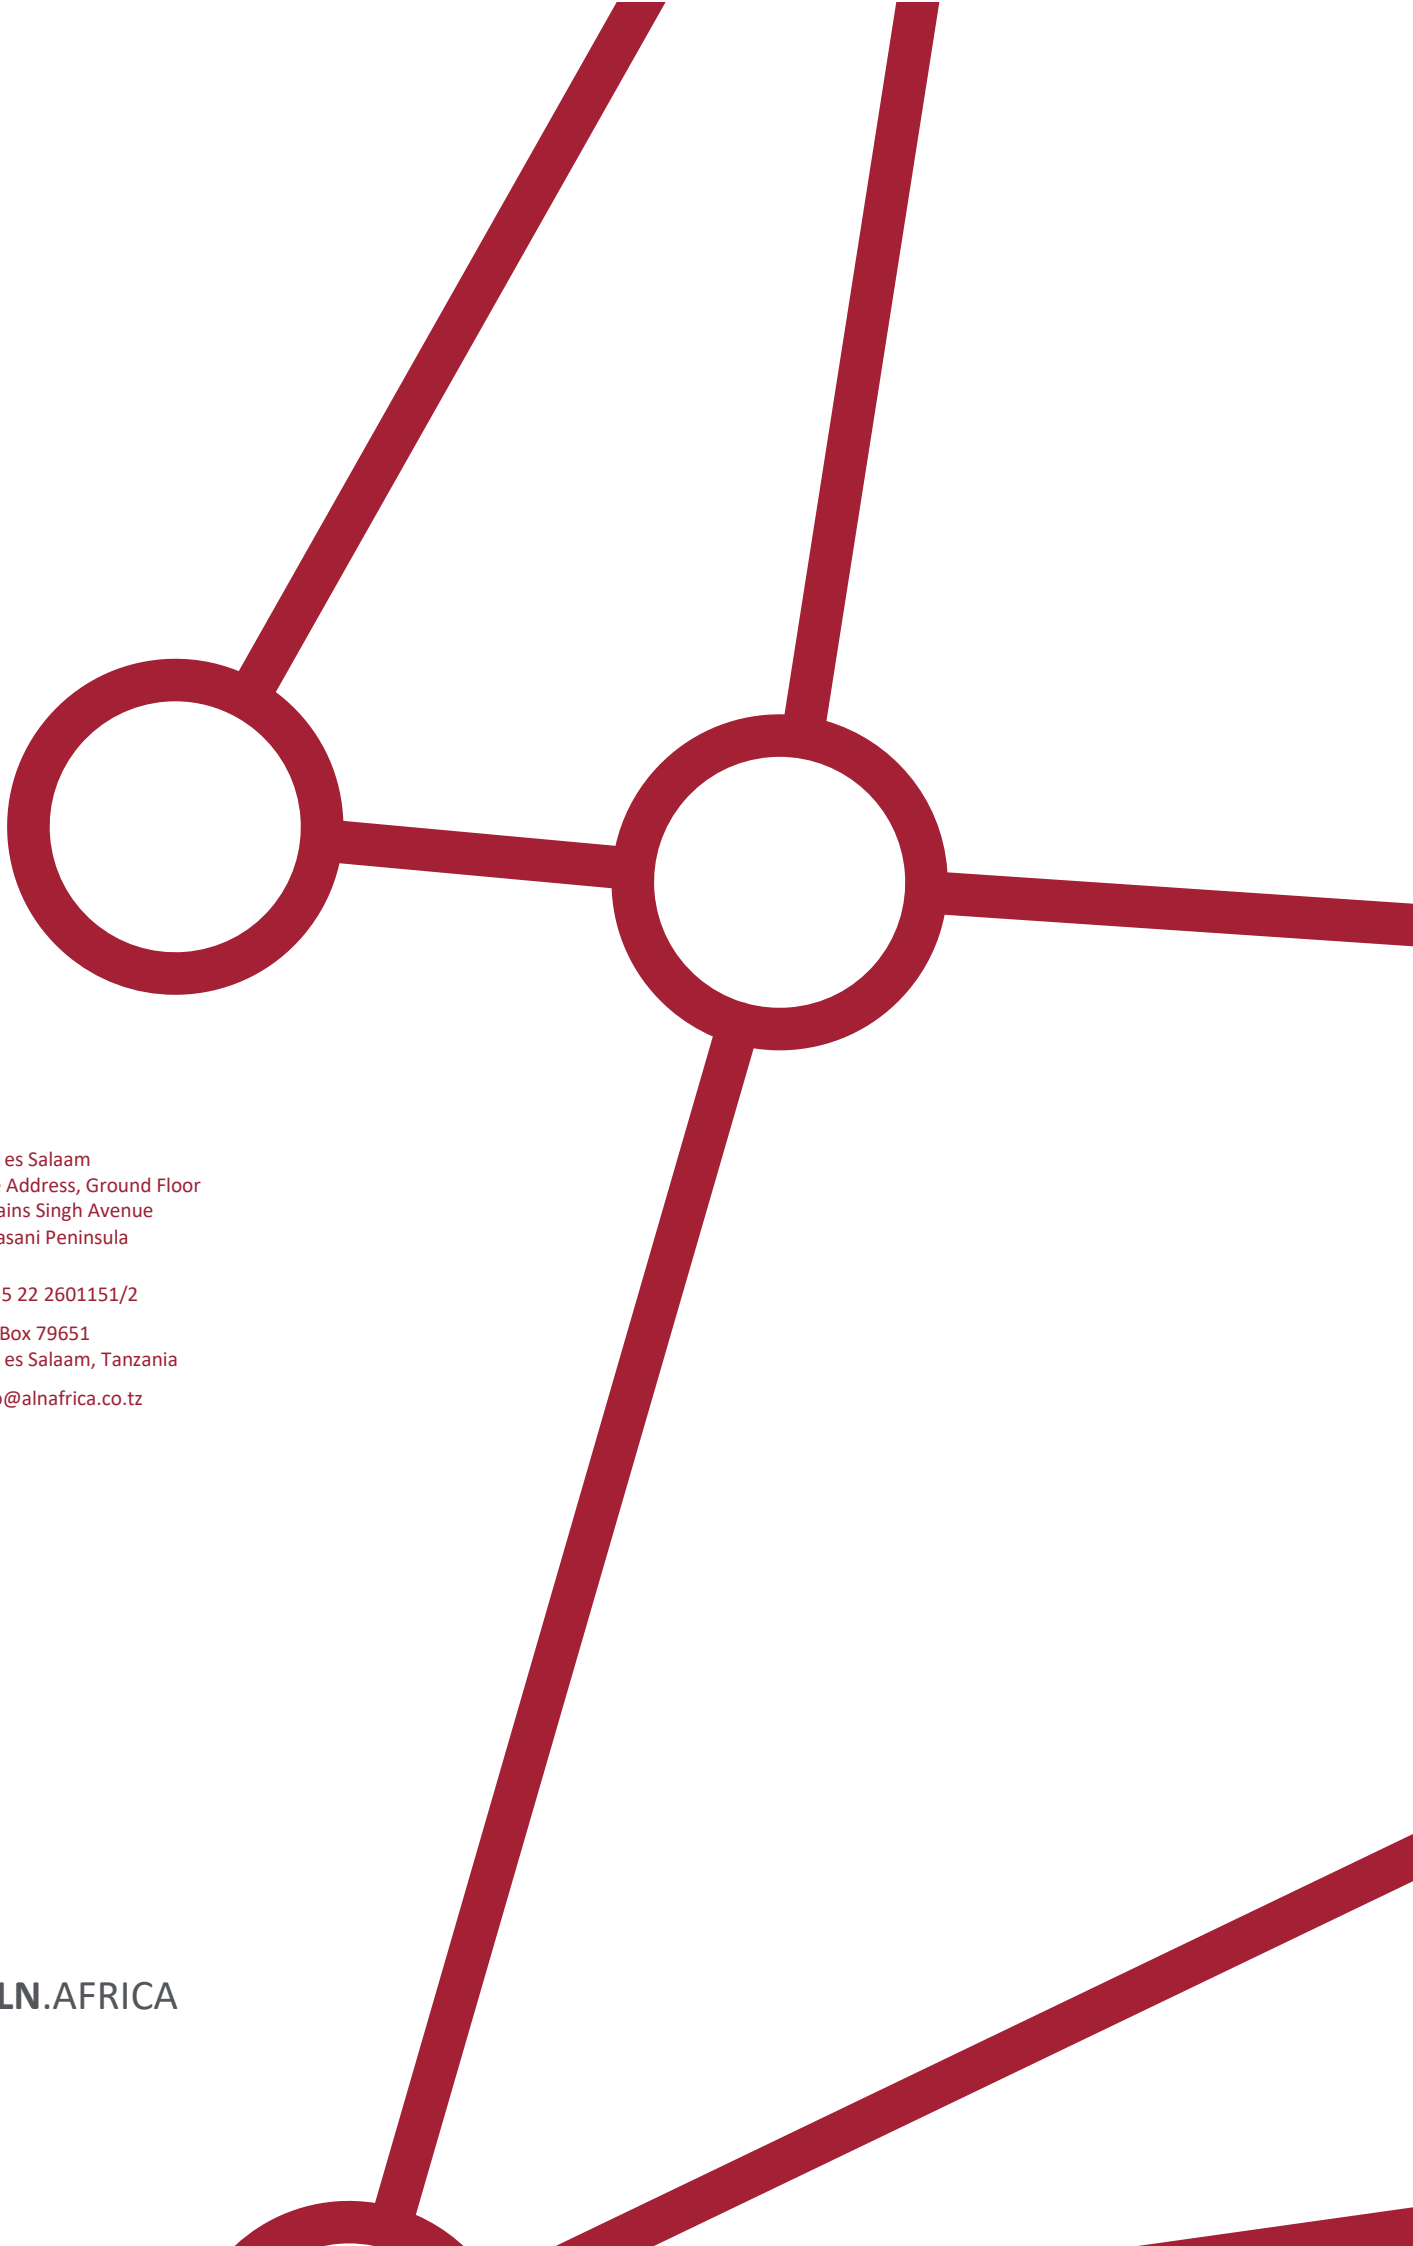 es Salaam
Address, Ground Floor
ains Singh Avenue
asani Peninsula
5 22 2601151/2
Box 79651
es Salaam, Tanzania
@alnafrica.co.tz
LN.AFRICA